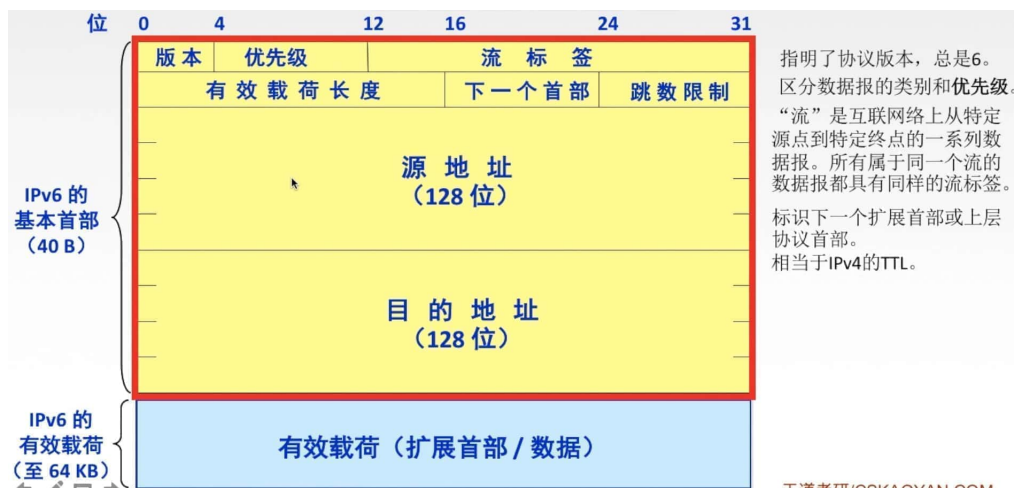 位 0 4 12 16 24 31
版本 优先级 流标签
有效载荷长度 下一个首部 跳数限制
源地址
（128 位）
目的地址
（128 位）
有效载荷（扩展首部 / 数据）
IPv6 的
基本首部
（40 B）
IPv6 的
有效载荷
（至 64 KB）
指明了协议版本，总是6。
区分数据报的类别和优先级。
“流”是互联网络上从特定
源点到特定终点的一系列数
据报。所有属于同一个流的
数据报都具有同样的流标签。
标识下一个扩展首部或上层
协议首部。
相当于IPv4的TTL。